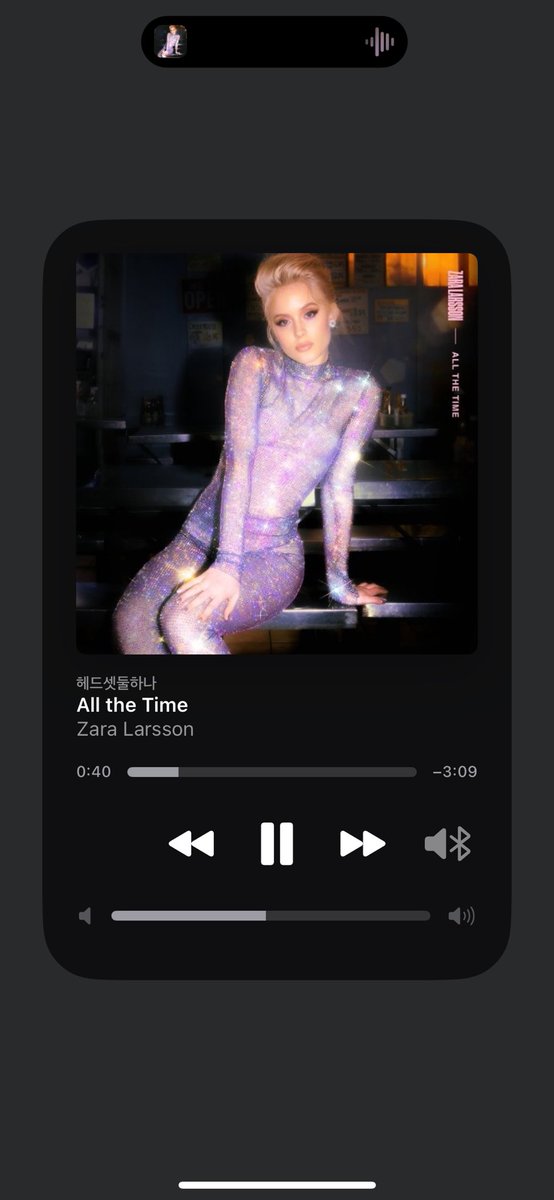 OPE
ZARA LARSSON — ALL THE TIME
헤드셋둘하나
All the Time
Zara Larsson
0:40
−3:09